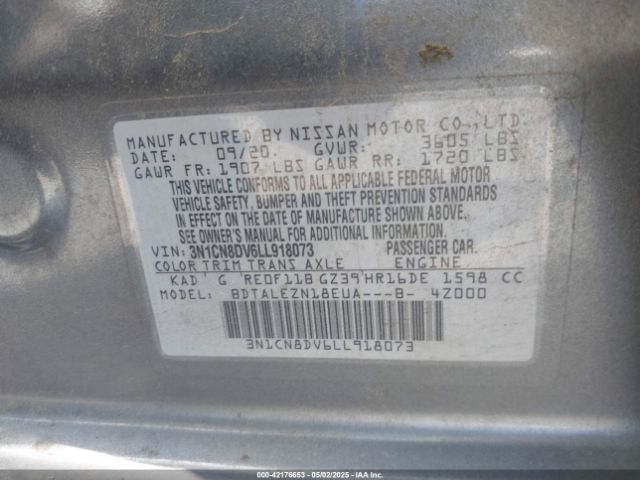 MANUFACTURED BY NISSAN MOTOR CO.,LTD.
DATE: 09/20 GVWR: 3605 LBS
GAWR FR: 1907 LBS GAWR RR: 1720 LBS
THIS VEHICLE CONFORMS TO ALL APPLICABLE FEDERAL MOTOR
VEHICLE SAFETY, BUMPER AND THEFT PREVENTION STANDARDS
IN EFFECT ON THE DATE OF MANUFACTURE SHOWN ABOVE.
SEE OWNER'S MANUAL FOR ADDITIONAL INFORMATION.
VIN: 3N1CN8DV6LL918073 PASSENGER CAR.
COLOR TRIM TRANS AXLE ENGINE
KAD G RE0F11B GZ39 HR16DE 1598 CC
MODEL: BDTALEZN18EUA---B- 4Z000
3N1CN8DV6LL918073
000-42176653 - 05/02/2025 - IAA Inc. (IAA)